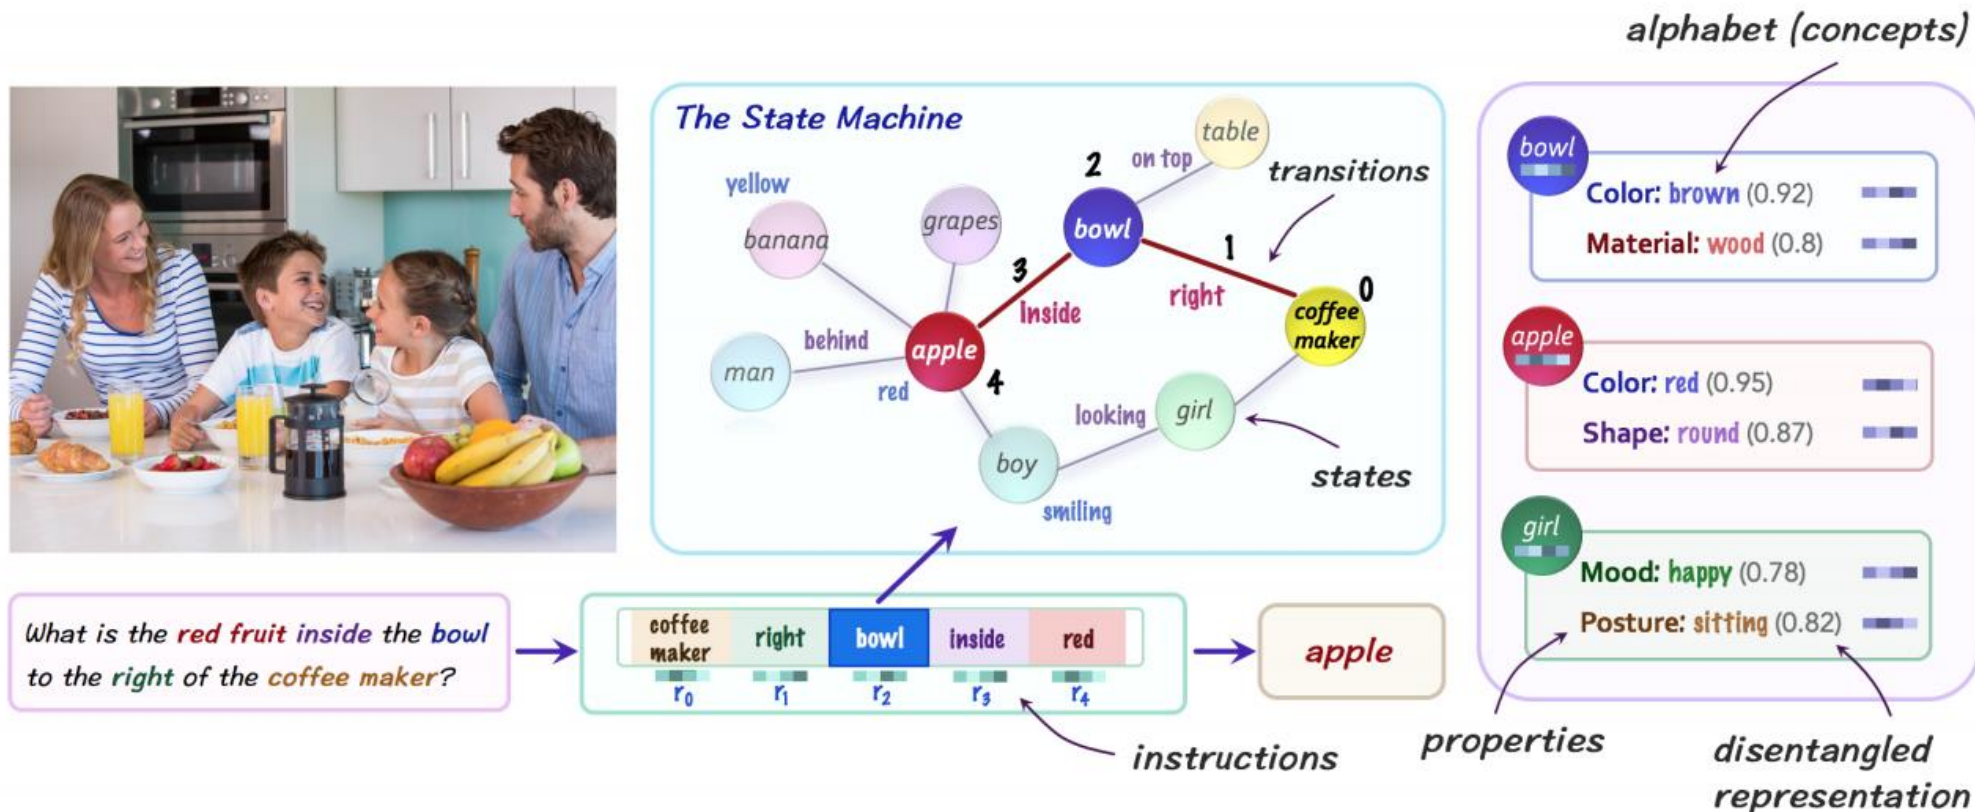 alphabet (concepts)
The State Machine
table
2
on top
transitions
yellow
banana
grapes
bowl
1
3
right
0
inside
coffee
maker
behind
apple
man
4
red
looking
girl
boy
states
smiling
bowl
Color: brown (0.92)
Material: wood (0.8)
apple
Color: red (0.95)
Shape: round (0.87)
girl
Mood: happy (0.78)
Posture: sitting (0.82)
What is the red fruit inside the bowl
to the right of the coffee maker?
coffee
maker
right
bowl
inside
red
r0
r1
r2
r3
r4
apple
instructions
properties
disentangled
representation